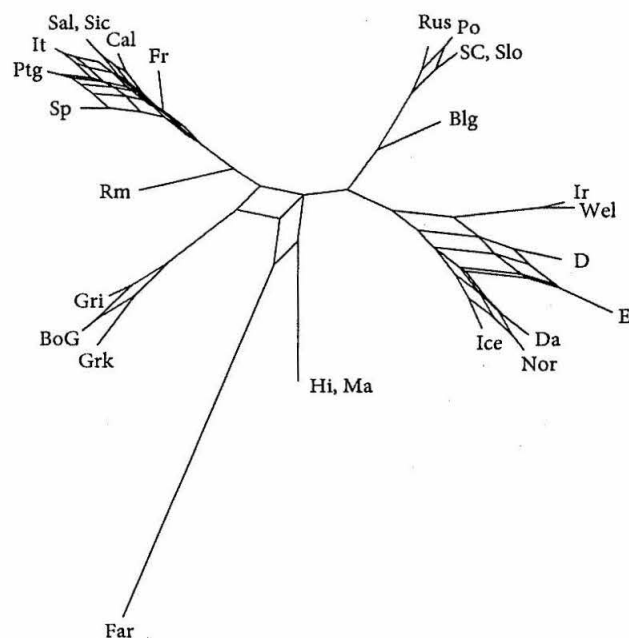 Sal, Sic
It
Cal
Fr
Ptg
Sp
Rm
Rus
Po
SC, Slo
Blg
Ir
Wel
D
E
Da
Ice
Nor
Gri
BoG
Grk
Hi, Ma
Far